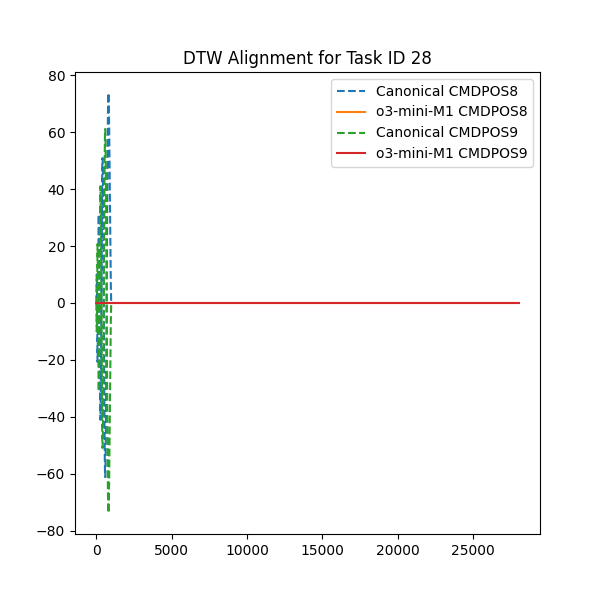 DTW Alignment for Task ID 28
Canonical CMDPOS8
o3-mini-M1 CMDPOS8
Canonical CMDPOS9
o3-mini-M1 CMDPOS9
80
60
40
20
0
−20
−40
−60
−80
0 5000 10000 15000 20000 25000